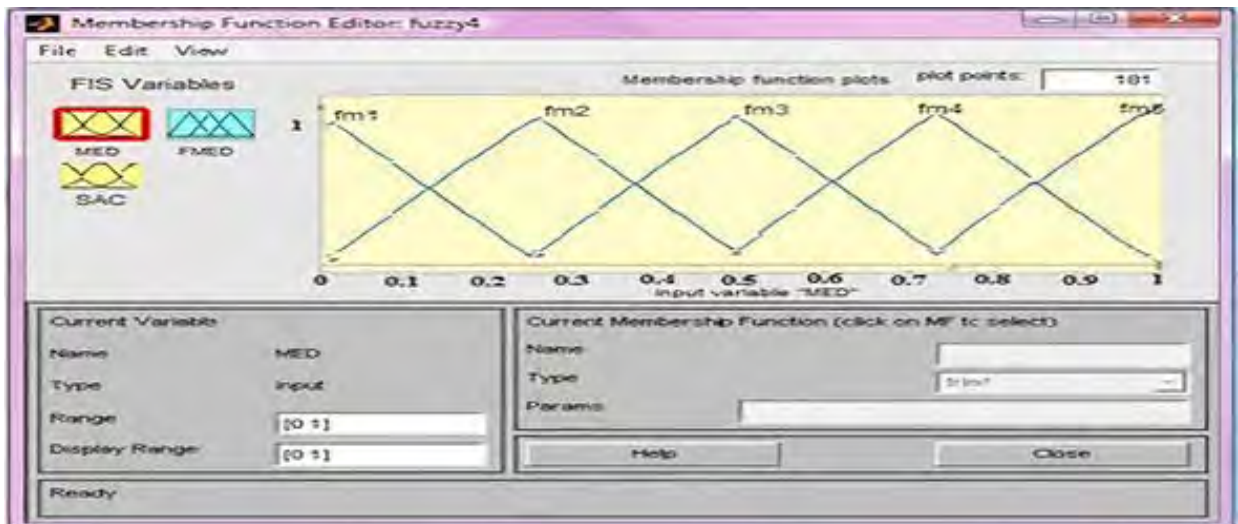 Membership Function Editor: fuzzy4
File Edit View
FIS Variables
Membership function plots plot points: 181
MED FMED
SAC
1
fm1 fm2 fm3 fm4 fm5
0 0.1 0.2 0.3 0.4 0.5 0.6 0.7 0.8 0.9 1
input variable "MED"
Current Variable
Name MED
Type input
Range [0 1]
Display Range [0 1]
Current Membership Function (click on MF to select)
Name
Type trimf
Params
Help Close
Ready